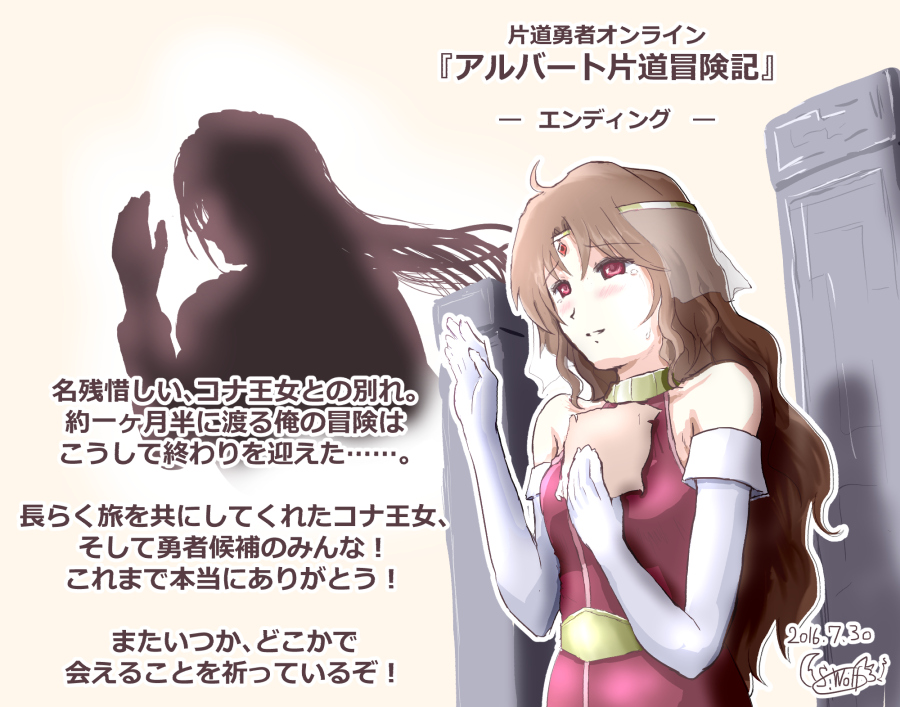 片道勇者オンライン
『アルバート片道冒険記』
― エンディング ―
名残惜しい、コナ王女との別れ。
約一ヶ月半に渡る俺の冒険は
こうして終わりを迎えた……。
長らく旅を共にしてくれたコナ王女、
そして勇者候補のみんな！
これまで本当にありがとう！
またいつか、どこかで
会えることを祈っているぞ！
2016.7.30
S.Wolf